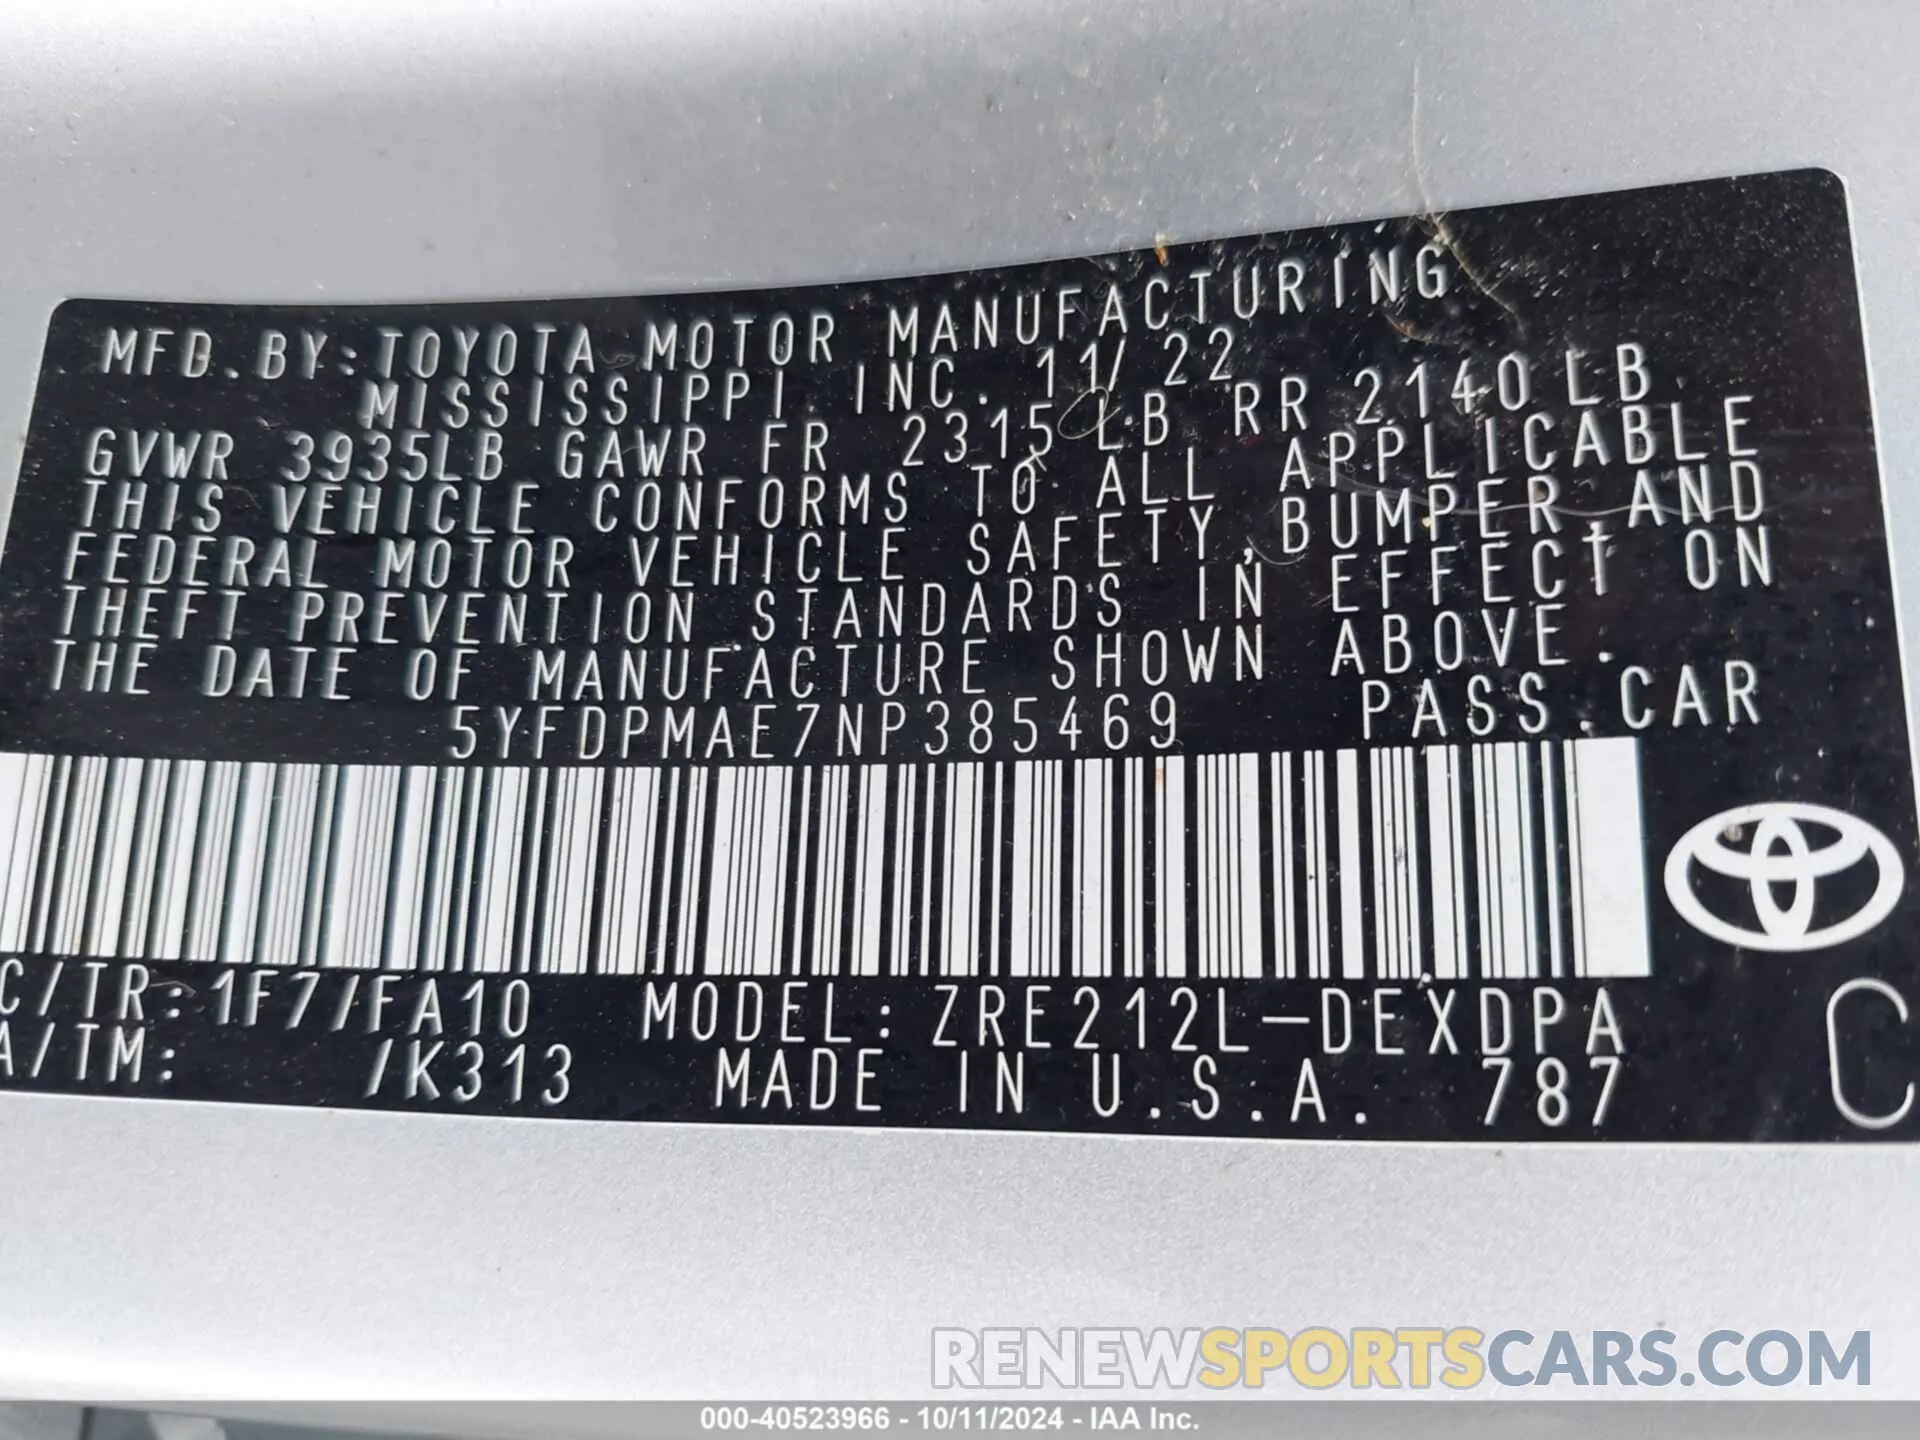 MFD. BY: TOYOTA MOTOR MANUFACTURING
MISSISSIPPI, INC. 11/22
GVWR 3935LB GAWR FR 2315 LB RR 2140LB
THIS VEHICLE CONFORMS TO ALL APPLICABLE
FEDERAL MOTOR VEHICLE SAFETY, BUMPER, AND
THEFT PREVENTION STANDARDS IN EFFECT ON
THE DATE OF MANUFACTURE SHOWN ABOVE.
5YFDPMAE7NP385469 PASS. CAR
C/TR: 1F7/FA10 MODEL: ZRE212L-DEXDPA
A/TM: /K313 MADE IN U.S.A. 787 C
RENEWSPORTSCARS.COM
000-40523966 - 10/11/2024 - IAA Inc.